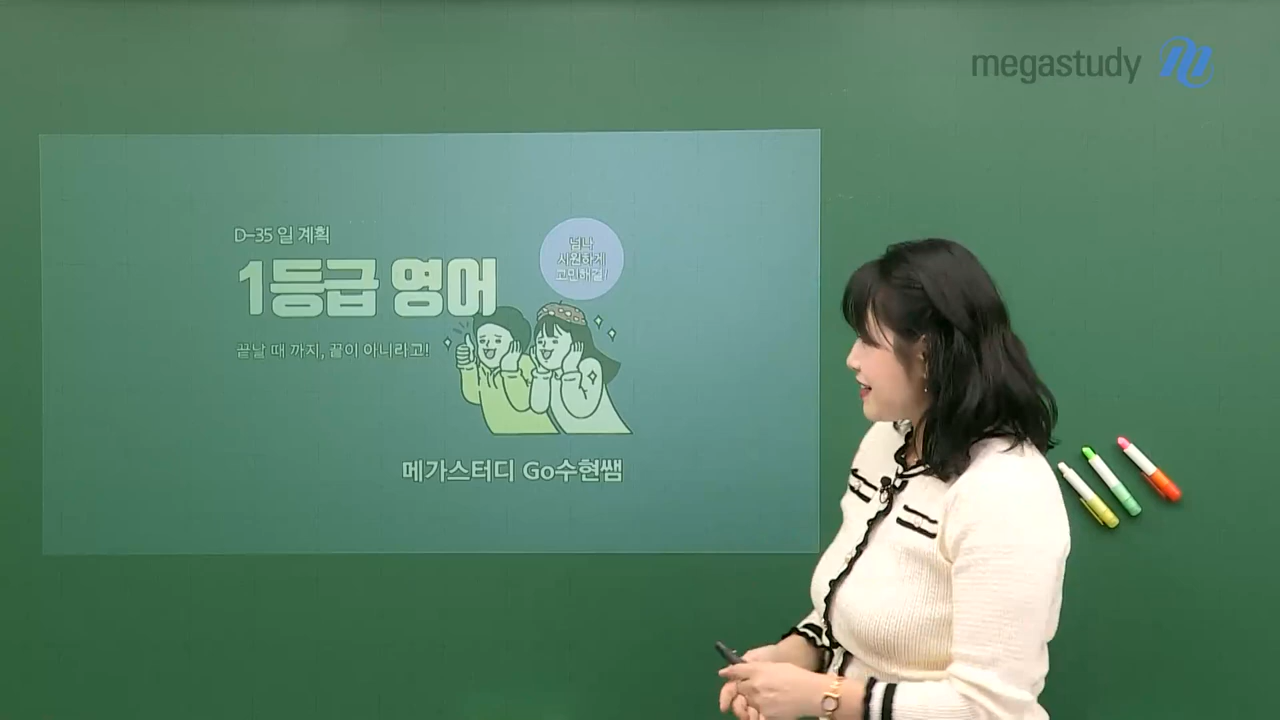 megastudy
D-35 일 계획
1등급 영어
넘나
시원하게
고민해결!
끝날 때 까지, 끝이 아니라고!
메가스터디 Go수현쌤